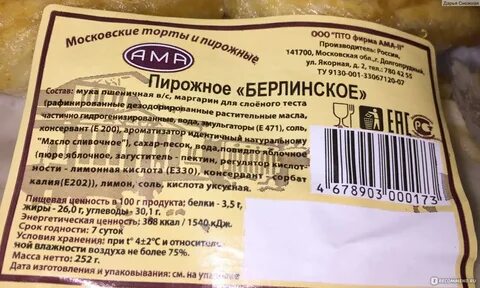 Дарья Снежная
Московские торты и пирожные
АМА
ООО "ПТО фирма АМА-II"
Производитель: Россия,
141700, Московская обл., г. Долгопрудный,
ул. Якорная, д. 2, тел.: 780 42 55
ТУ 9130-001-33067120-07
Пирожное «БЕРЛИНСКОЕ»
Состав: мука пшеничная в/с, маргарин для слоёного теста
(рафинированные дезодорированные растительные масла,
частично гидрогенизированные, вода, эмульгаторы (Е 471), соль,
консервант (Е 200), ароматизатор идентичный натуральному
"Масло сливочное", сахар-песок, вода, повидло яблочное
(пюре яблочное, загуститель - пектин, регулятор кислот-
ности - лимонная кислота (Е330), консервант - сорбат
калия(Е202)), лимон, соль, кислота уксусная.
Пищевая ценность в 100 г продукта: белки - 3,5 г,
жиры - 26,0 г, углеводы - 30,1 г.
Энергетическая ценность: 368 ккал / 1540 кДж.
Срок годности: 7 суток
Условия хранения: при t° 4±2°С и относитель-
ной влажности воздуха не более 75%.
Масса нетто: 252 г.
Дата изготовления и упаковывания: см. на упаковке
EAC
4 678903 000173
RECOMMEND.RU